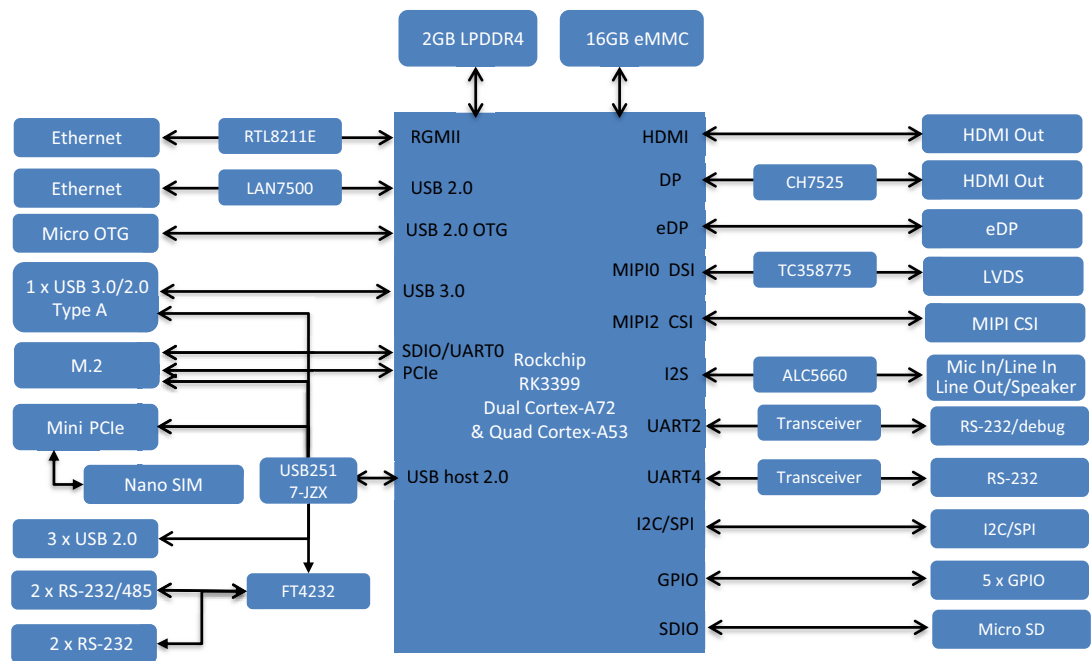 2GB LPDDR4
16GB eMMC
Ethernet
RTL8211E
RGMII
HDMI
HDMI Out
Ethernet
LAN7500
USB 2.0
DP
CH7525
HDMI Out
Micro OTG
USB 2.0 OTG
eDP
eDP
1 x USB 3.0/2.0
Type A
USB 3.0
MIPI0 DSI
TC358775
LVDS
MIPI2 CSI
MIPI CSI
M.2
SDIO/UART0
PCIe
Rockchip
RK3399
Dual Cortex-A72
& Quad Cortex-A53
I2S
ALC5660
Mic In/Line In
Line Out/Speaker
Mini PCIe
UART2
Transceiver
RS-232/debug
Nano SIM
USB251
7-JZX
USB host 2.0
UART4
Transceiver
RS-232
3 x USB 2.0
I2C/SPI
I2C/SPI
2 x RS-232/485
FT4232
GPIO
5 x GPIO
2 x RS-232
SDIO
Micro SD